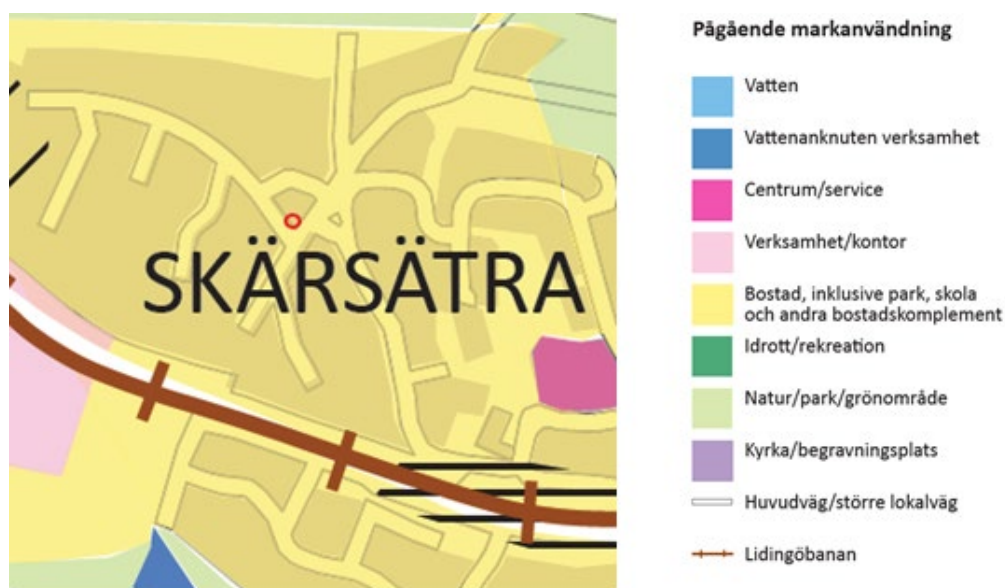 SKÄRSÄTRA
Pågående markanvändning
Vatten
Vattenanknuten verksamhet
Centrum/service
Verksamhet/kontor
Bostad, inklusive park, skola
och andra bostadskomplement
Idrott/rekreation
Natur/park/grönområde
Kyrka/begravningsplats
Huvudväg/större lokalväg
Lidingöbanan